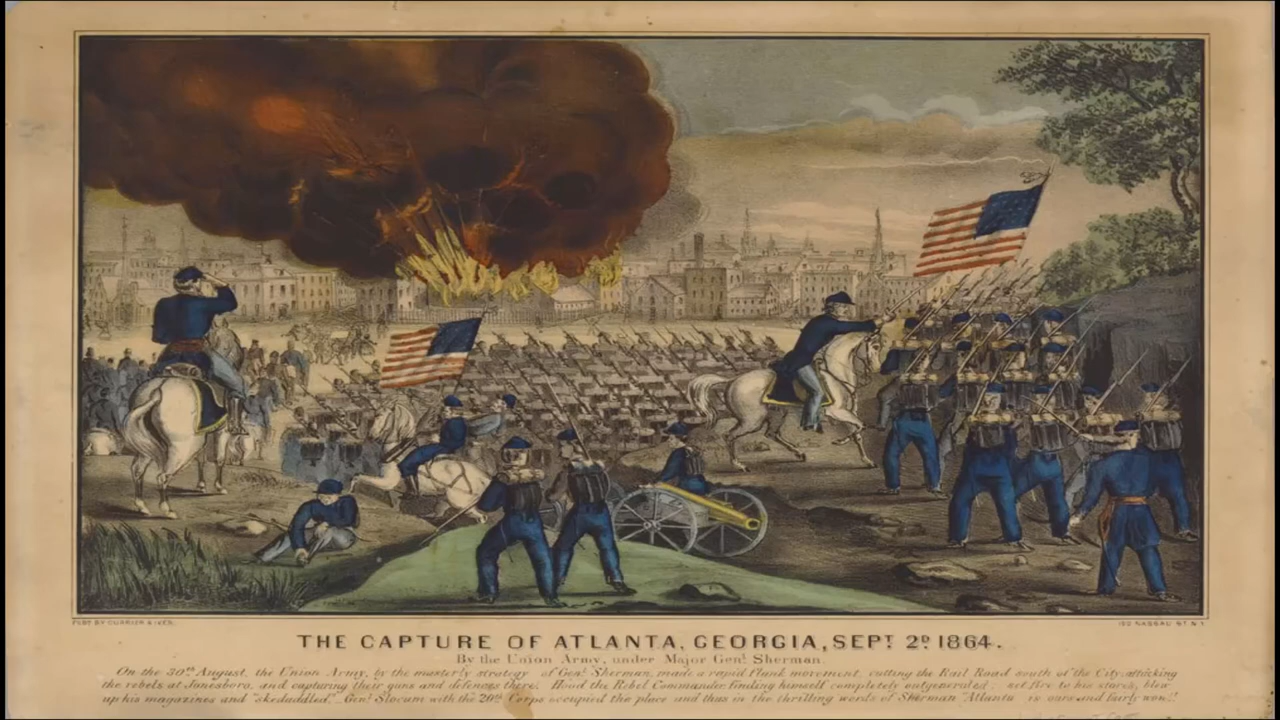 PUBD BY CURRIER & IVES.
152 NASSAU ST. N.Y.
THE CAPTURE OF ATLANTA, GEORGIA, SEPT. 2D 1864.
By the Union Army, under Major Genl. Sherman.
On the 30th August, the Union Army, by the masterly strategy of Genl. Sherman, made a rapid flank movement, cutting the Rail Road south of the City, attacking
the rebels at Jonesboro, and capturing their guns and defences there. Hood the Rebel Commander, finding himself completely outgeneraled, set fire to his stores, blew
up his magazines and "skedaddled". Genl. Slocum with the 20th Corps occupied the place and thus in the thrilling words of Sherman "Atlanta is ours and fairly won"!!